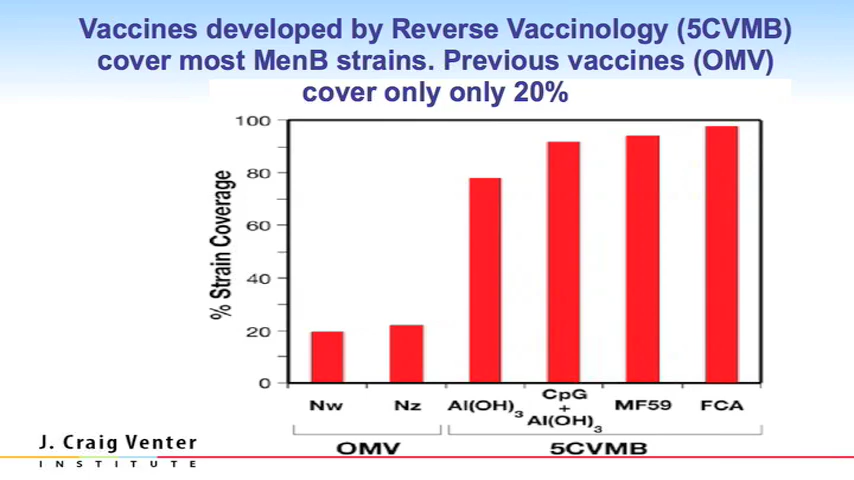 Vaccines developed by Reverse Vaccinology (5CVMB)
cover most MenB strains. Previous vaccines (OMV)
cover only only 20%
% Strain Coverage
100
80
60
40
20
0
Nw
Nz
Al(OH)₃
CpG
+
Al(OH)₃
MF59
FCA
OMV
5CVMB
J. Craig Venter
INSTITUTE